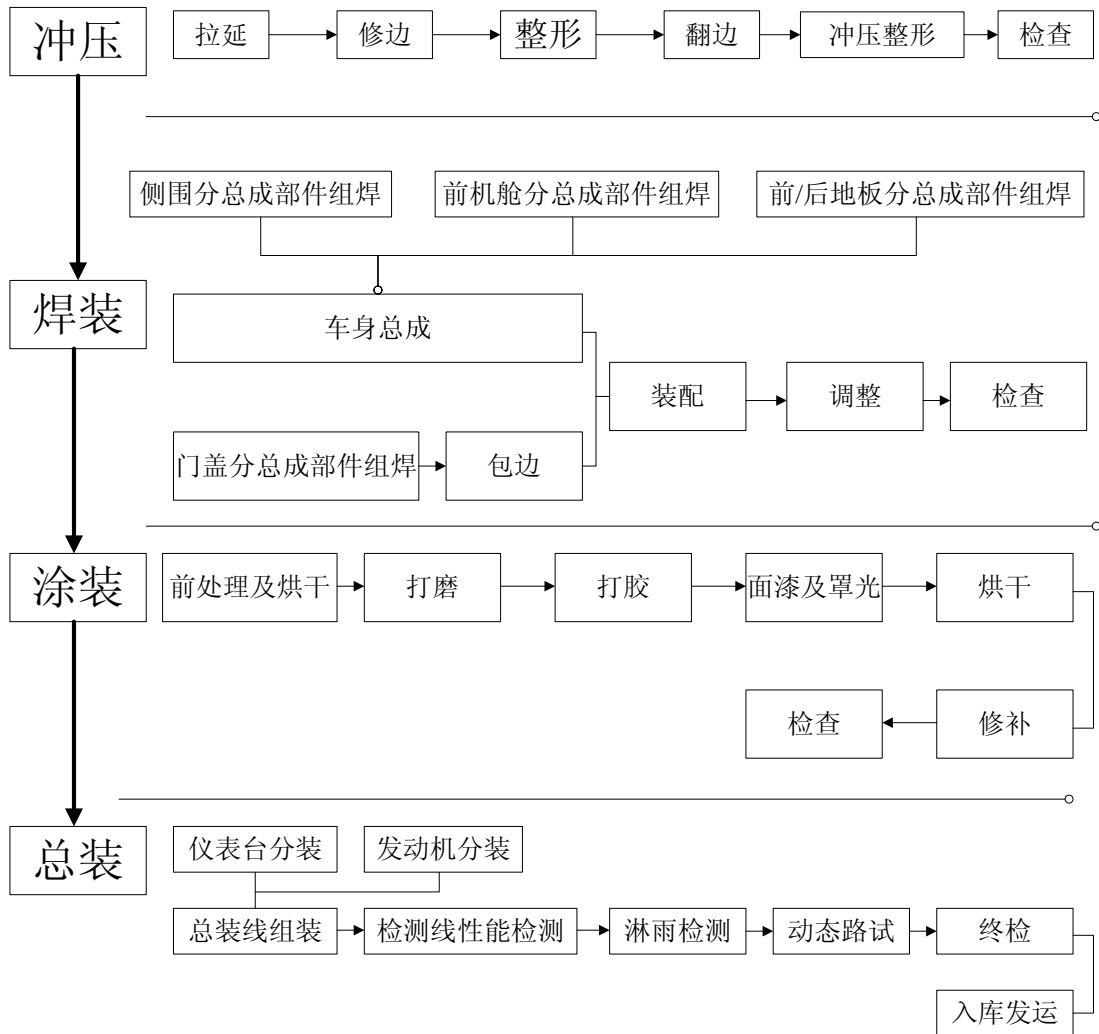 冲压
拉延
修边
整形
翻边
冲压整形
检查
侧围分总成部件组焊
前机舱分总成部件组焊
前/后地板分总成部件组焊
焊装
车身总成
装配
调整
检查
门盖分总成部件组焊
包边
涂装
前处理及烘干
打磨
打胶
面漆及罩光
烘干
检查
修补
总装
仪表台分装
发动机分装
总装线组装
检测线性能检测
淋雨检测
动态路试
终检
入库发运